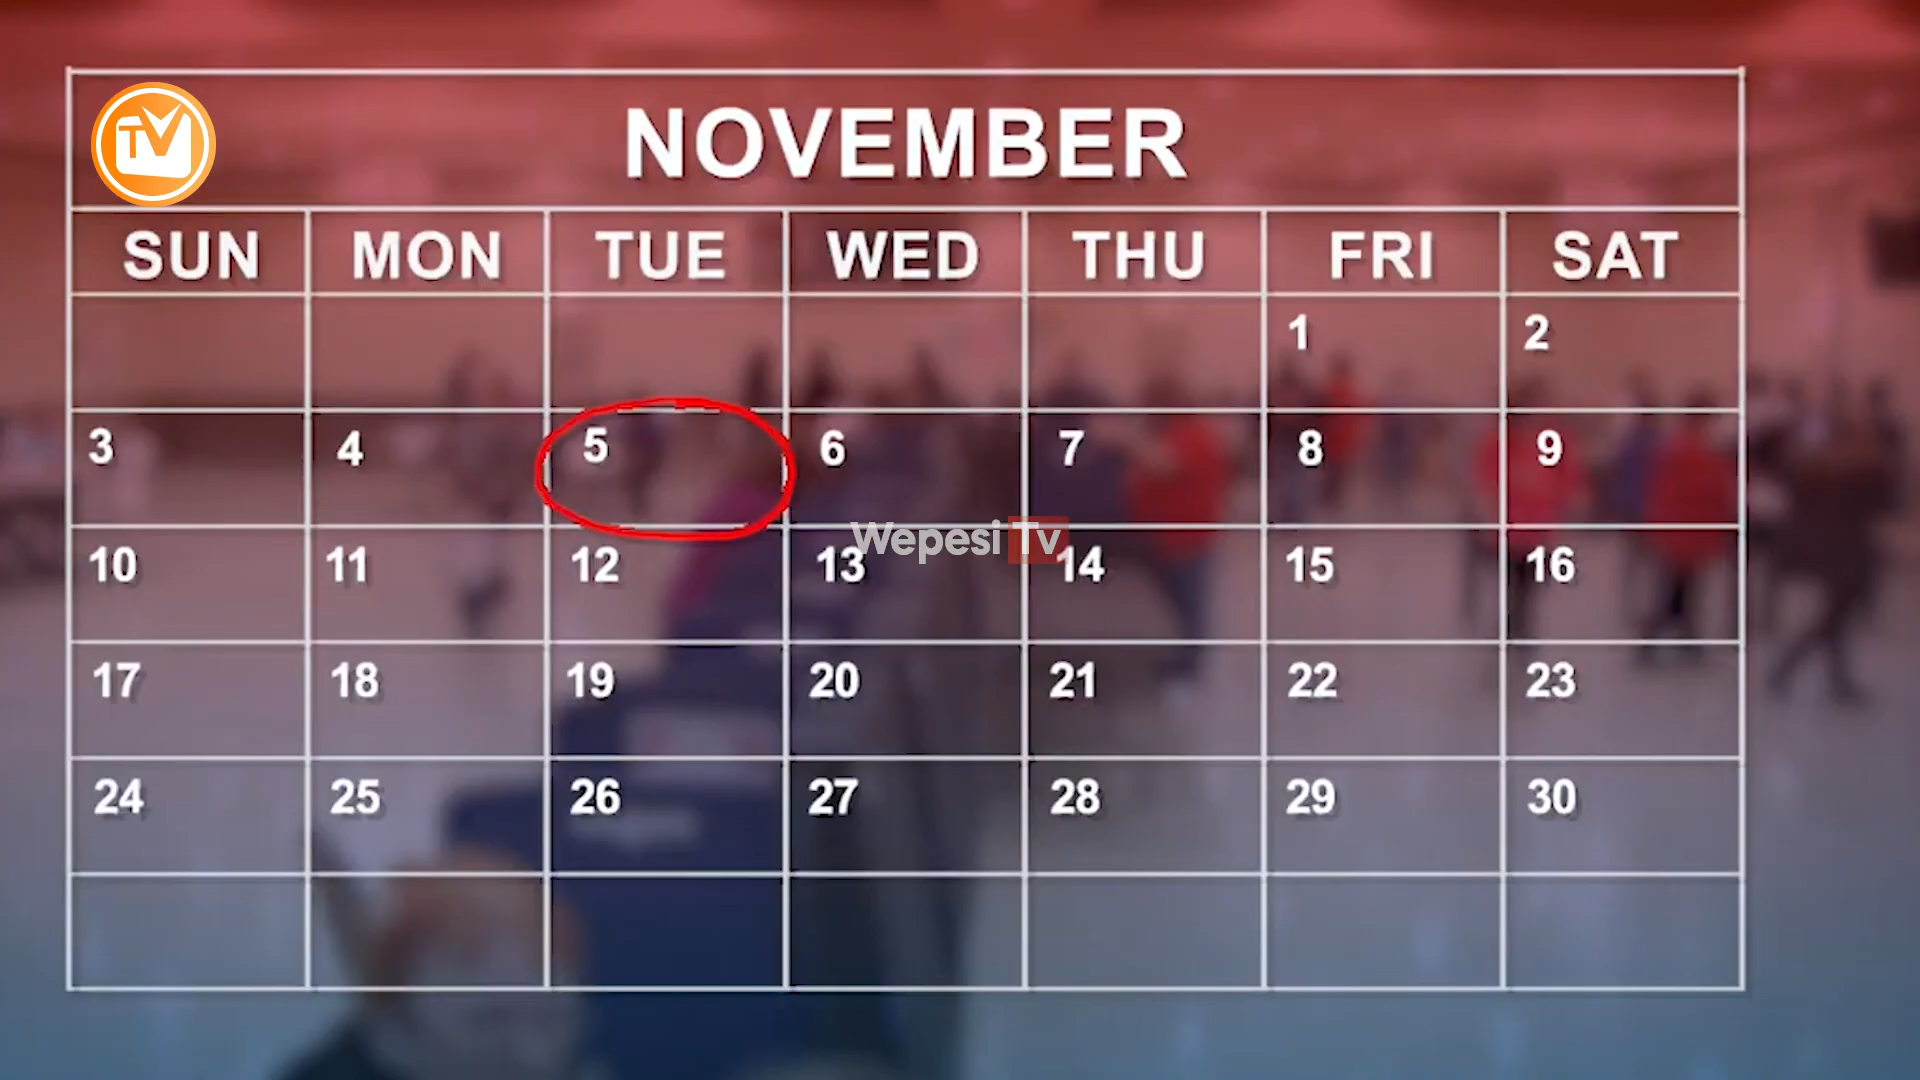 TV
NOVEMBER
SUN MON TUE WED THU FRI SAT
1 2
3 4 5 6 7 8 9
Wepesi Tv
10 11 12 13 14 15 16
17 18 19 20 21 22 23
24 25 26 27 28 29 30